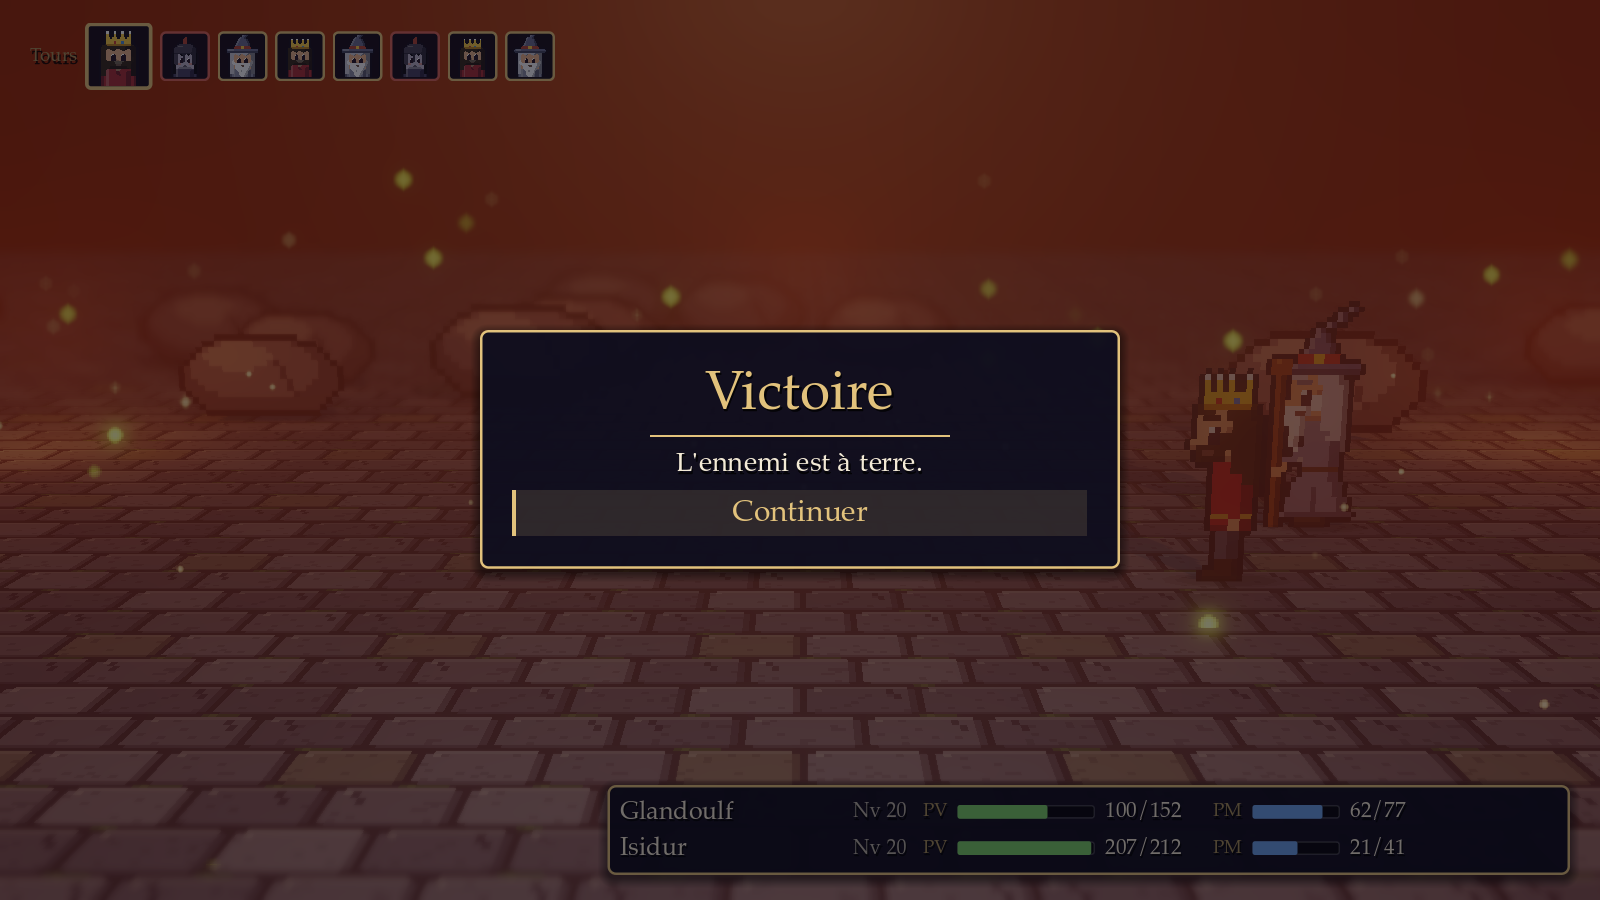 Tours
Victoire
L'ennemi est à terre.
Continuer
Glandoulf Nv 20 PV 100/152 PM 62/77
Isidur Nv 20 PV 207/212 PM 21/41